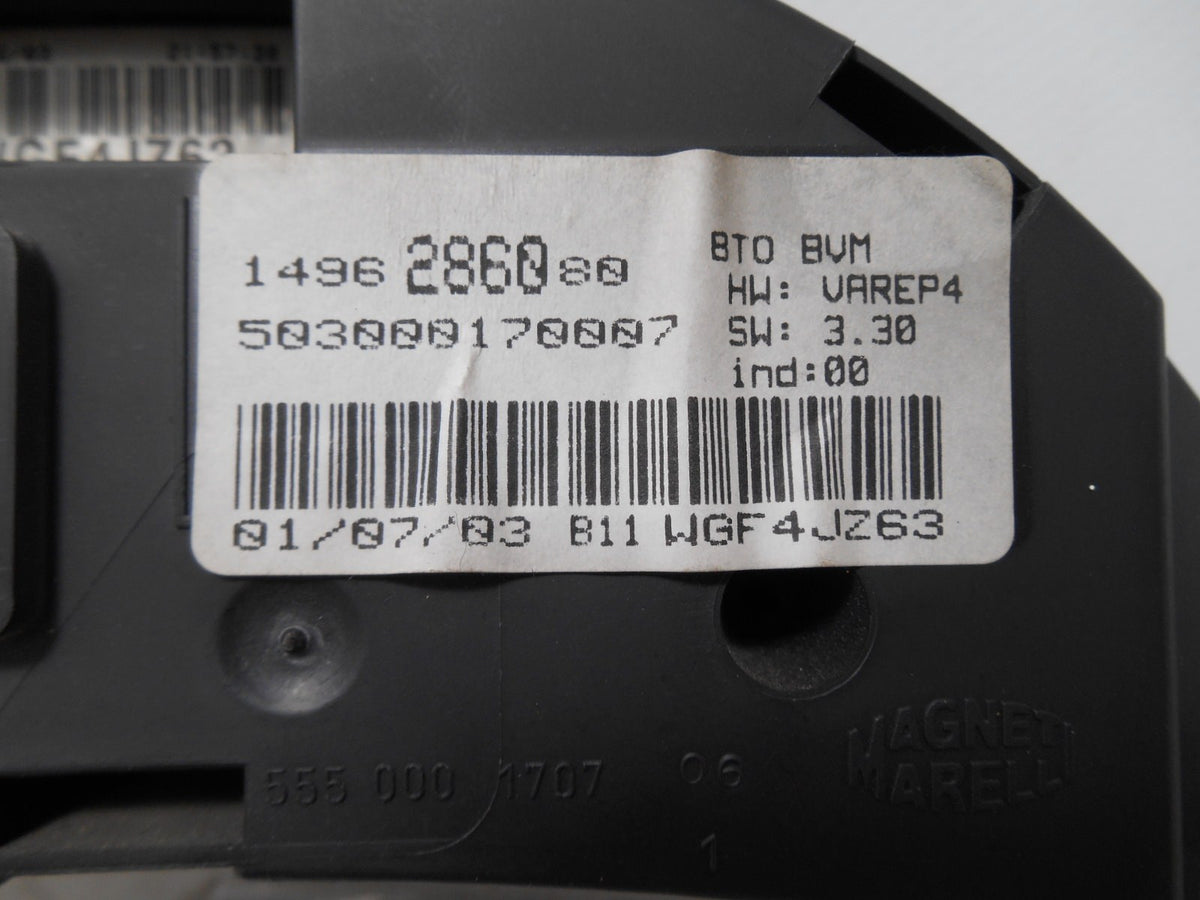 WGF4JZ63
1496 2860 80
503000170007
BTO BVM
HW: VAREP4
SW: 3.30
ind:00
01/07/03 B11 WGF4JZ63
555 000 1707 06
1
MAGNETI
MARELLI